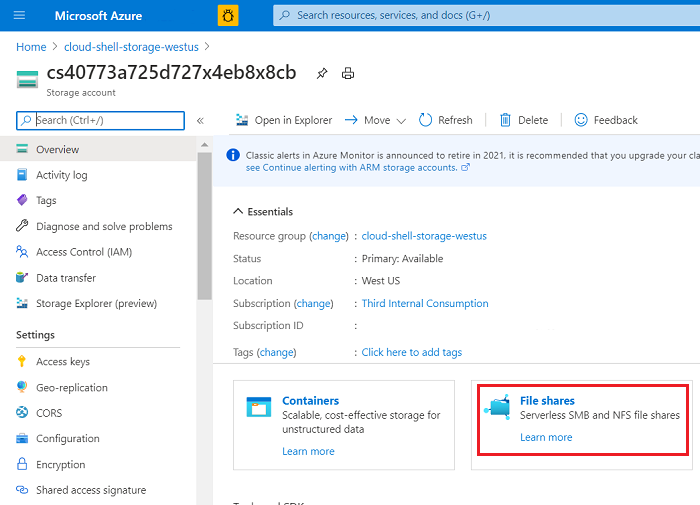 Microsoft Azure
Search resources, services, and docs (G+/)
Home > cloud-shell-storage-westus >
cs40773a725d727x4eb8x8cb
Storage account
Search (Ctrl+/)
«
Open in Explorer
Move
Refresh
Delete
Feedback
Overview
Activity log
Tags
Diagnose and solve problems
Access Control (IAM)
Data transfer
Storage Explorer (preview)
Settings
Access keys
Geo-replication
CORS
Configuration
Encryption
Shared access signature
Classic alerts in Azure Monitor is announced to retire in 2021, it is recommended that you upgrade your cla
see Continue alerting with ARM storage accounts.
Essentials
Resource group (change) : cloud-shell-storage-westus
Status : Primary: Available
Location : West US
Subscription (change) : Third Internal Consumption
Subscription ID :
Tags (change) : Click here to add tags
Containers
Scalable, cost-effective storage for
unstructured data
Learn more
File shares
Serverless SMB and NFS file shares
Learn more